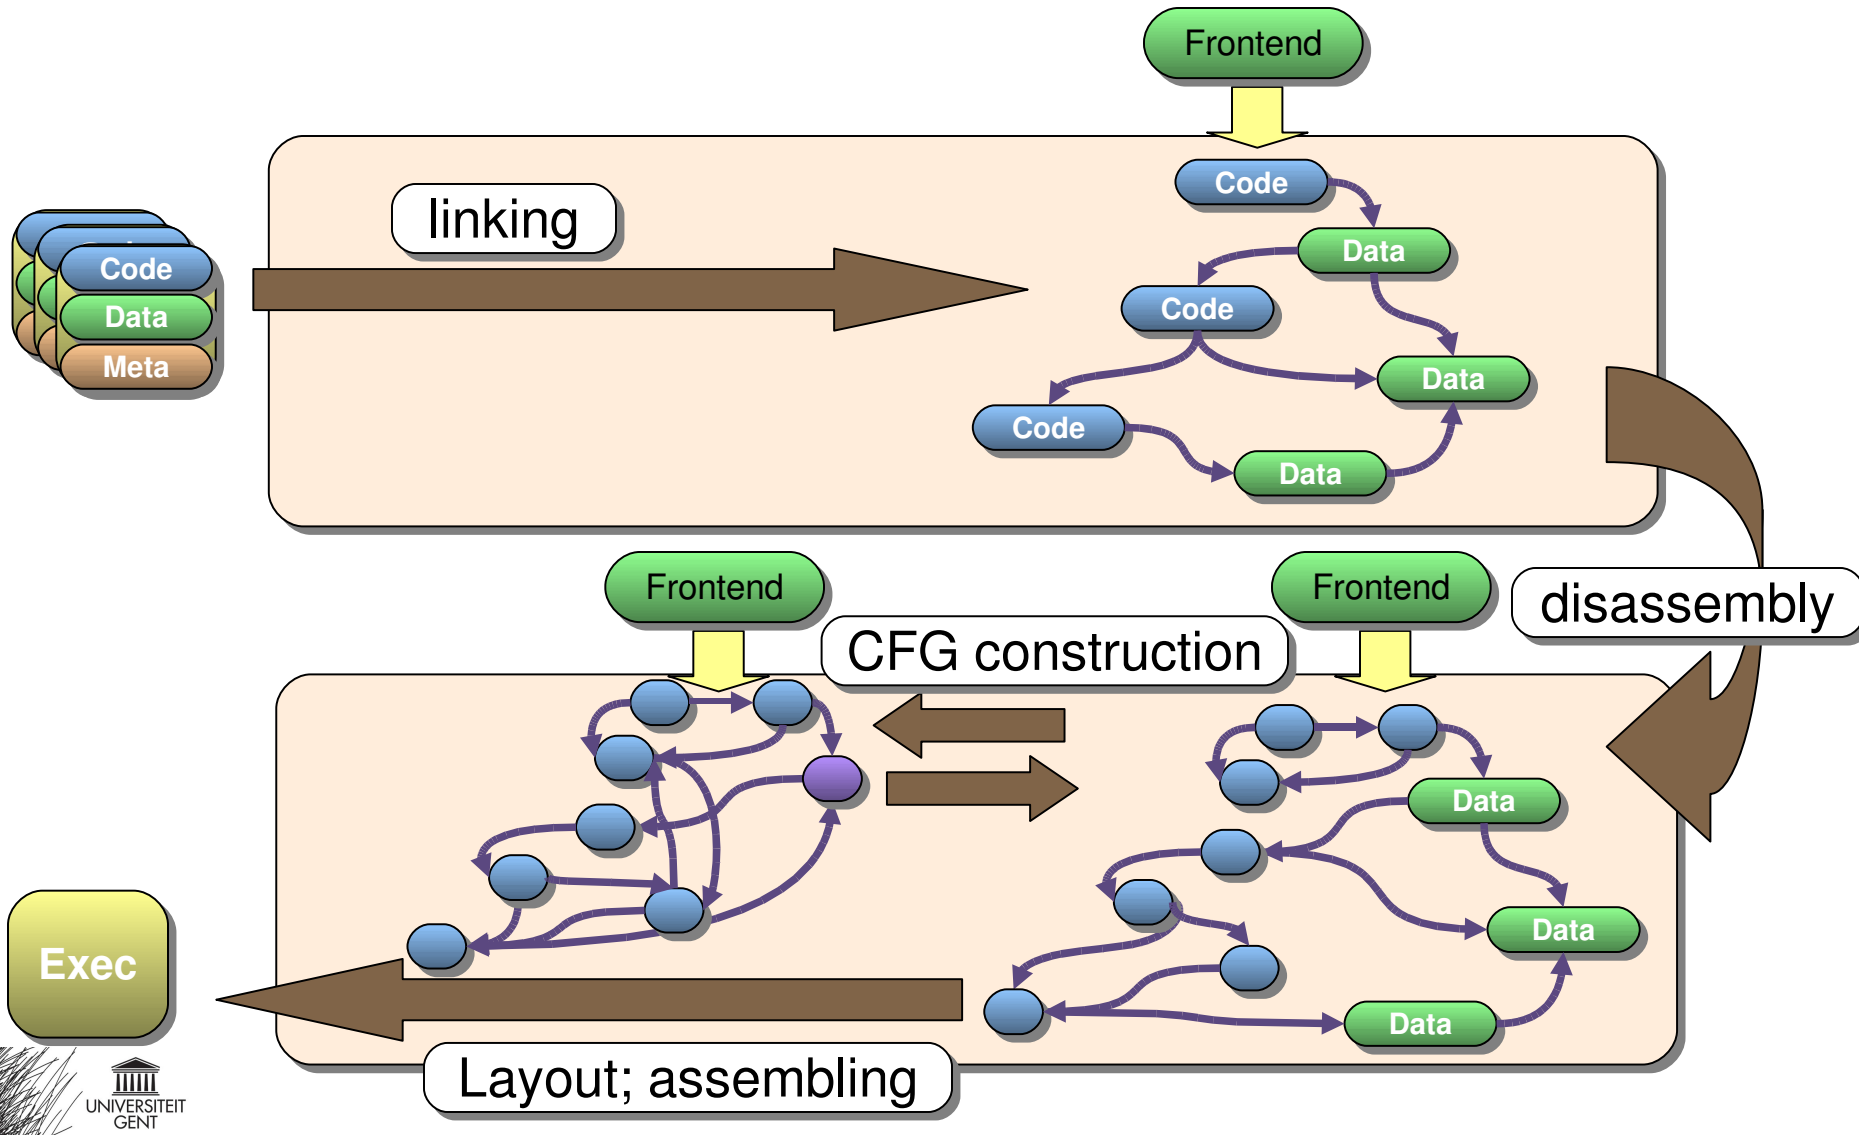 Frontend
linking
Code
Data
Code
Data
Code
Data
Code
Data
Meta
Frontend
Frontend
disassembly
CFG construction
Data
Data
Data
Exec
Layout; assembling
UNIVERSITEIT
GENT